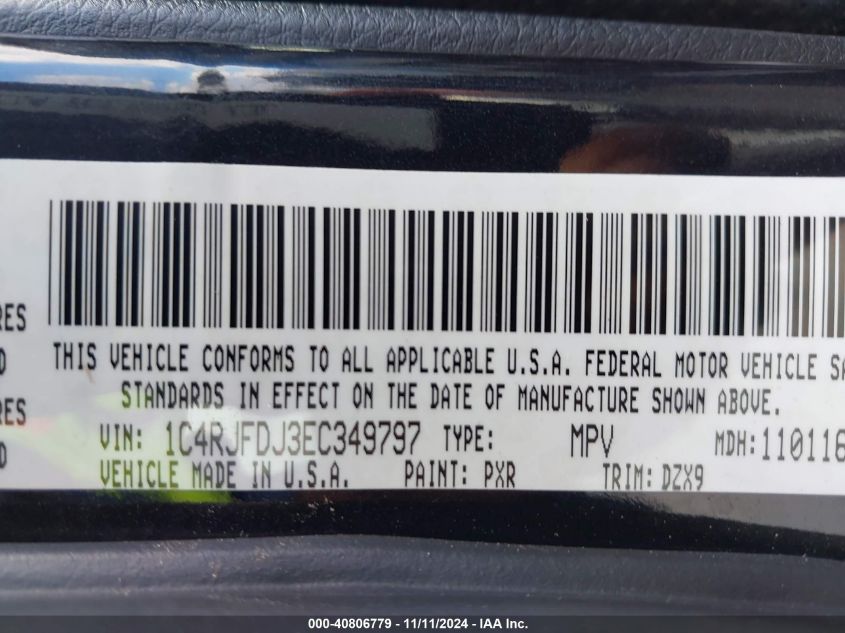 RES
D
RES
D
THIS VEHICLE CONFORMS TO ALL APPLICABLE U.S.A. FEDERAL MOTOR VEHICLE SA
STANDARDS IN EFFECT ON THE DATE OF MANUFACTURE SHOWN ABOVE.
VIN: 1C4RJFDJ3EC349797 TYPE: MPV MDH: 110116
VEHICLE MADE IN U.S.A. PAINT: PXR TRIM: DZX9
000-40806779 - 11/11/2024 - IAA Inc.